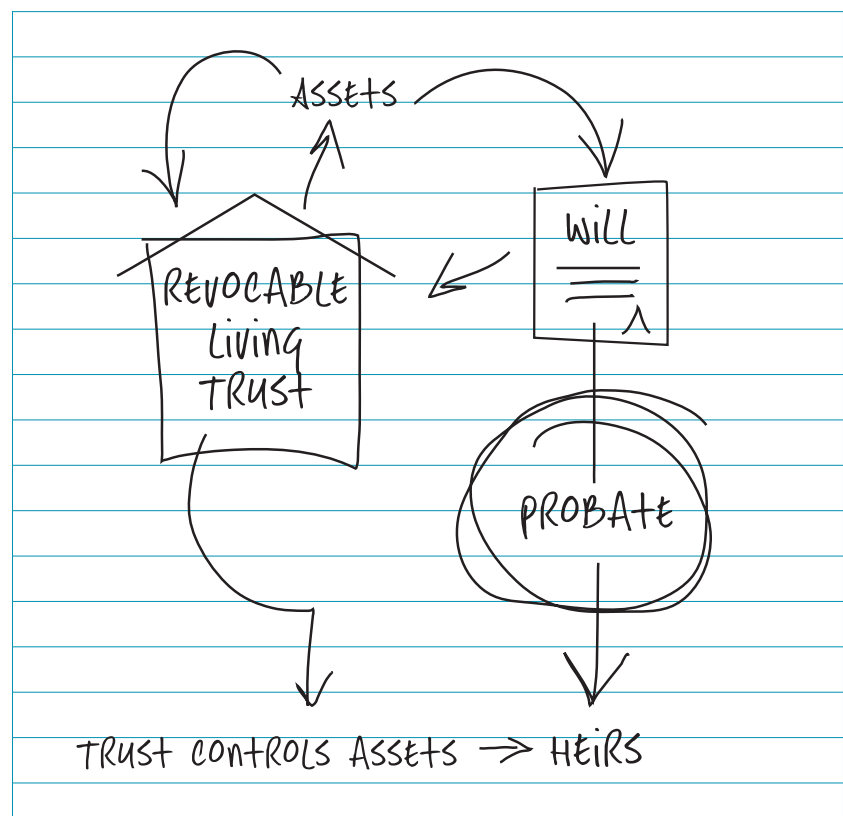 ASSETS
WILL
REVOCABLE
Living
TRUST
PROBATE
TRUST CONTROLS ASSETS → HEIRS